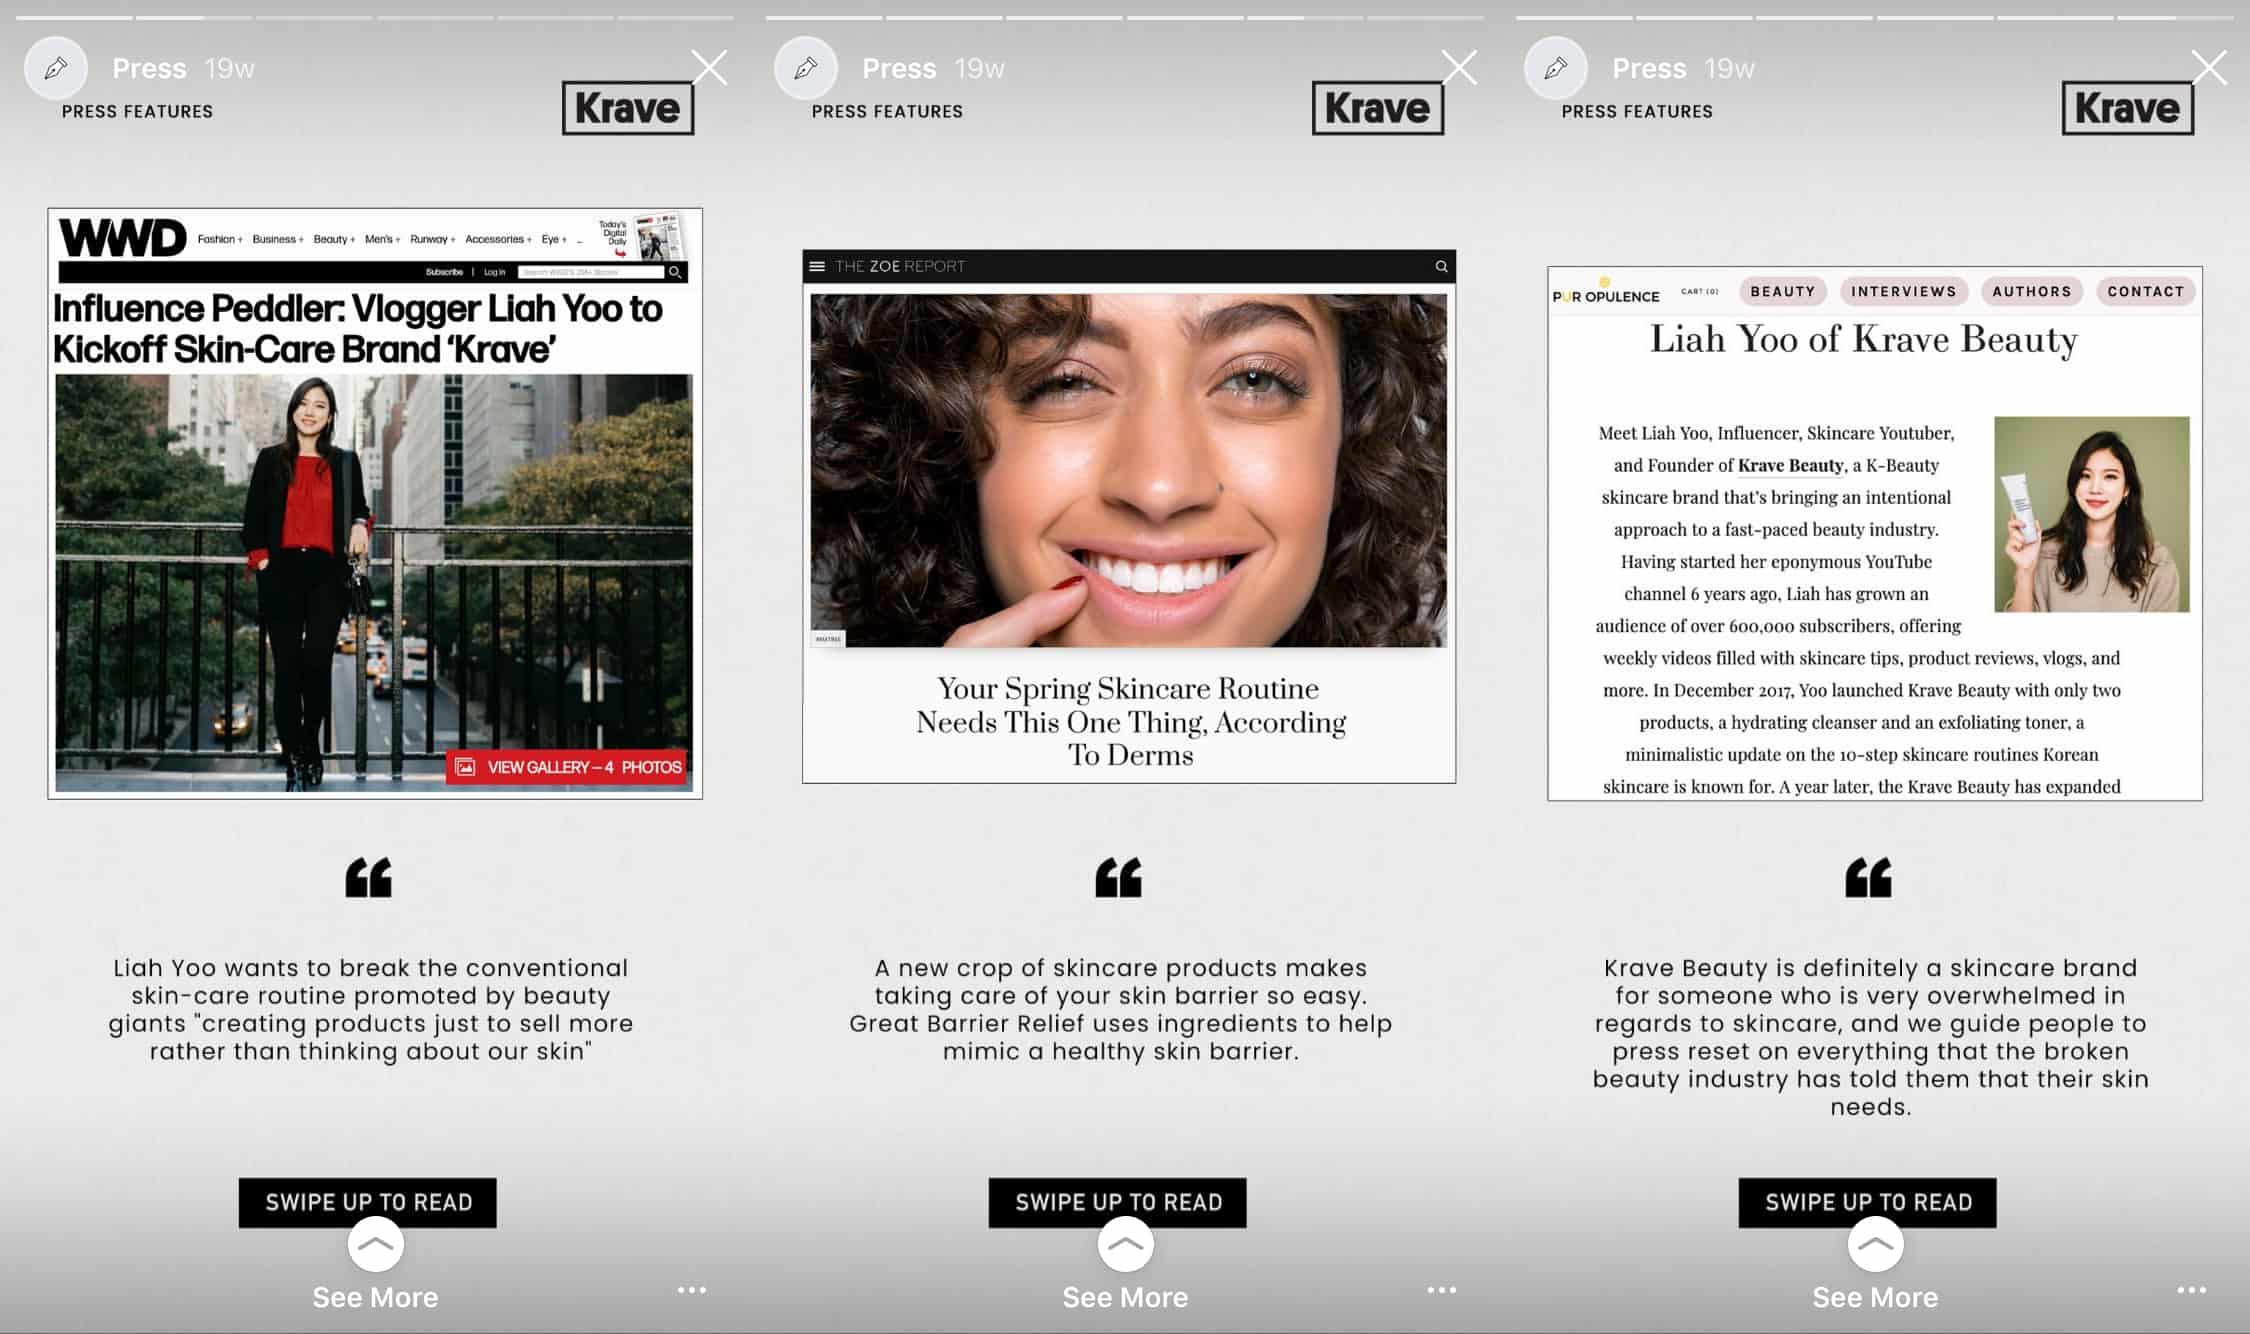 Press 19w
PRESS FEATURES
Krave
WWD
Fashion + Business + Beauty + Men's + Runway + Accessories + Eye + ...
Today's
Digital
Daily
Subscribe | Log In
Influence Peddler: Vlogger Liah Yoo to
Kickoff Skin-Care Brand 'Krave'
VIEW GALLERY – 4 PHOTOS
“
Liah Yoo wants to break the conventional
skin-care routine promoted by beauty
giants "creating products just to sell more
rather than thinking about our skin"
SWIPE UP TO READ
See More
Press 19w
PRESS FEATURES
Krave
THE ZOE REPORT
Your Spring Skincare Routine
Needs This One Thing, According
To Derms
“
A new crop of skincare products makes
taking care of your skin barrier so easy.
Great Barrier Relief uses ingredients to help
mimic a healthy skin barrier.
SWIPE UP TO READ
See More
Press 19w
PRESS FEATURES
Krave
PUR OPULENCE CART (0) BEAUTY INTERVIEWS AUTHORS CONTACT
Liah Yoo of Krave Beauty
Meet Liah Yoo, Influencer, Skincare Youtuber,
and Founder of Krave Beauty, a K-Beauty
skincare brand that's bringing an intentional
approach to a fast-paced beauty industry.
Having started her eponymous YouTube
channel 6 years ago, Liah has grown an
audience of over 600,000 subscribers, offering
weekly videos filled with skincare tips, product reviews, vlogs, and
more. In December 2017, Yoo launched Krave Beauty with only two
products, a hydrating cleanser and an exfoliating toner, a
minimalistic update on the 10-step skincare routines Korean
skincare is known for. A year later, the Krave Beauty has expanded
“
Krave Beauty is definitely a skincare brand
for someone who is very overwhelmed in
regards to skincare, and we guide people to
press reset on everything that the broken
beauty industry has told them that their skin
needs.
SWIPE UP TO READ
See More